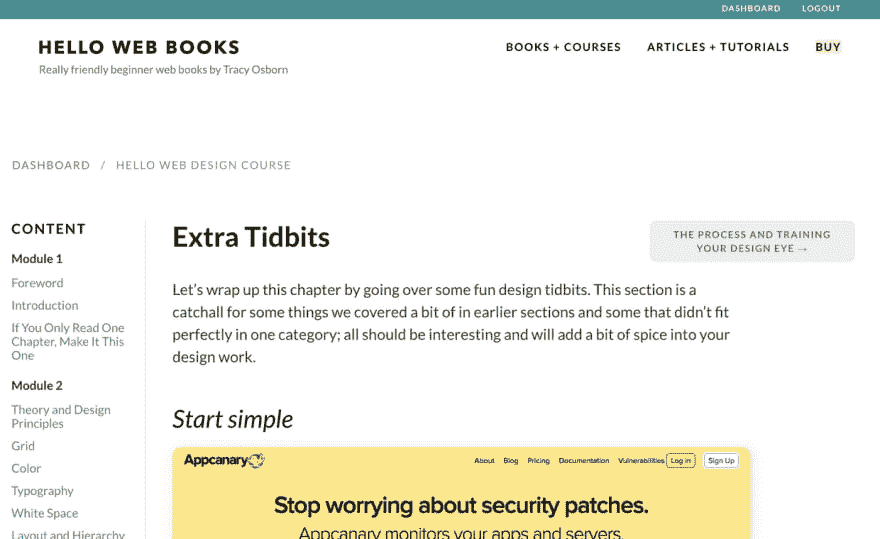 DASHBOARD LOGOUT
HELLO WEB BOOKS
Really friendly beginner web books by Tracy Osborn
BOOKS + COURSES ARTICLES + TUTORIALS BUY
DASHBOARD / HELLO WEB DESIGN COURSE
CONTENT
Module 1
Foreword
Introduction
If You Only Read One
Chapter, Make It This
One
Module 2
Theory and Design
Principles
Grid
Color
Typography
White Space
Layout and Hierarchy
Extra Tidbits
THE PROCESS AND TRAINING
YOUR DESIGN EYE →
Let's wrap up this chapter by going over some fun design tidbits. This section is a
catchall for some things we covered a bit of in earlier sections and some that didn't fit
perfectly in one category; all should be interesting and will add a bit of spice into your
design work.
Start simple
Appcanary
About Blog Pricing Documentation Vulnerabilities Log in Sign Up
Stop worrying about security patches.
Appcanary monitors your apps and servers.